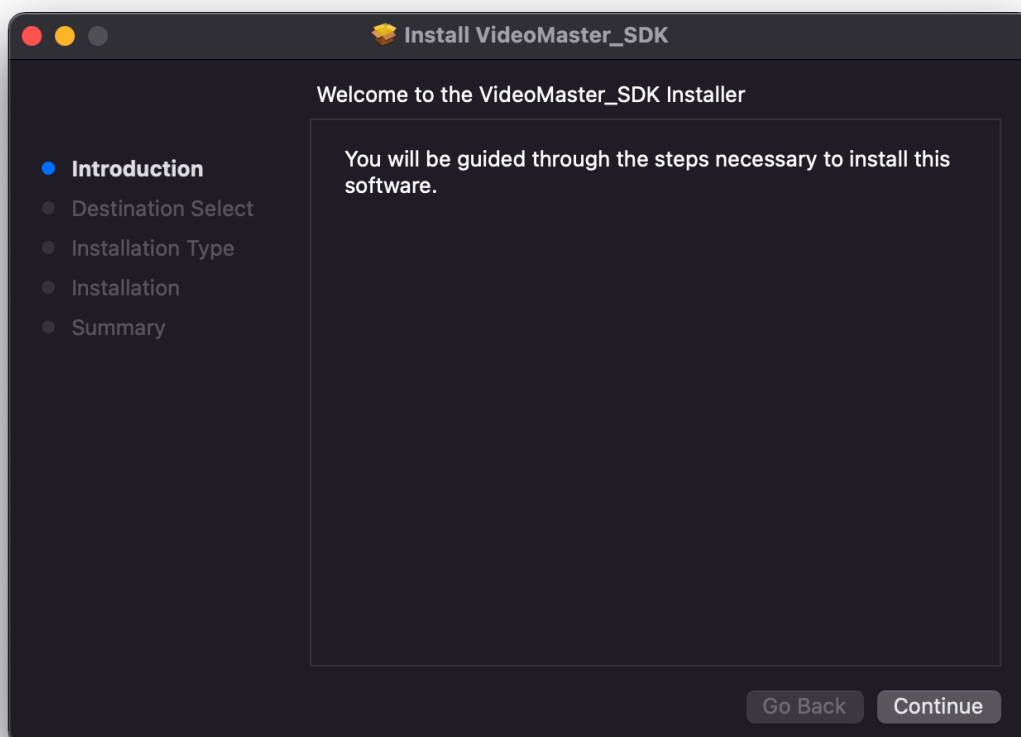 Install VideoMaster_SDK
Welcome to the VideoMaster_SDK Installer
Introduction
Destination Select
Installation Type
Installation
Summary
You will be guided through the steps necessary to install this
software.
Go Back
Continue